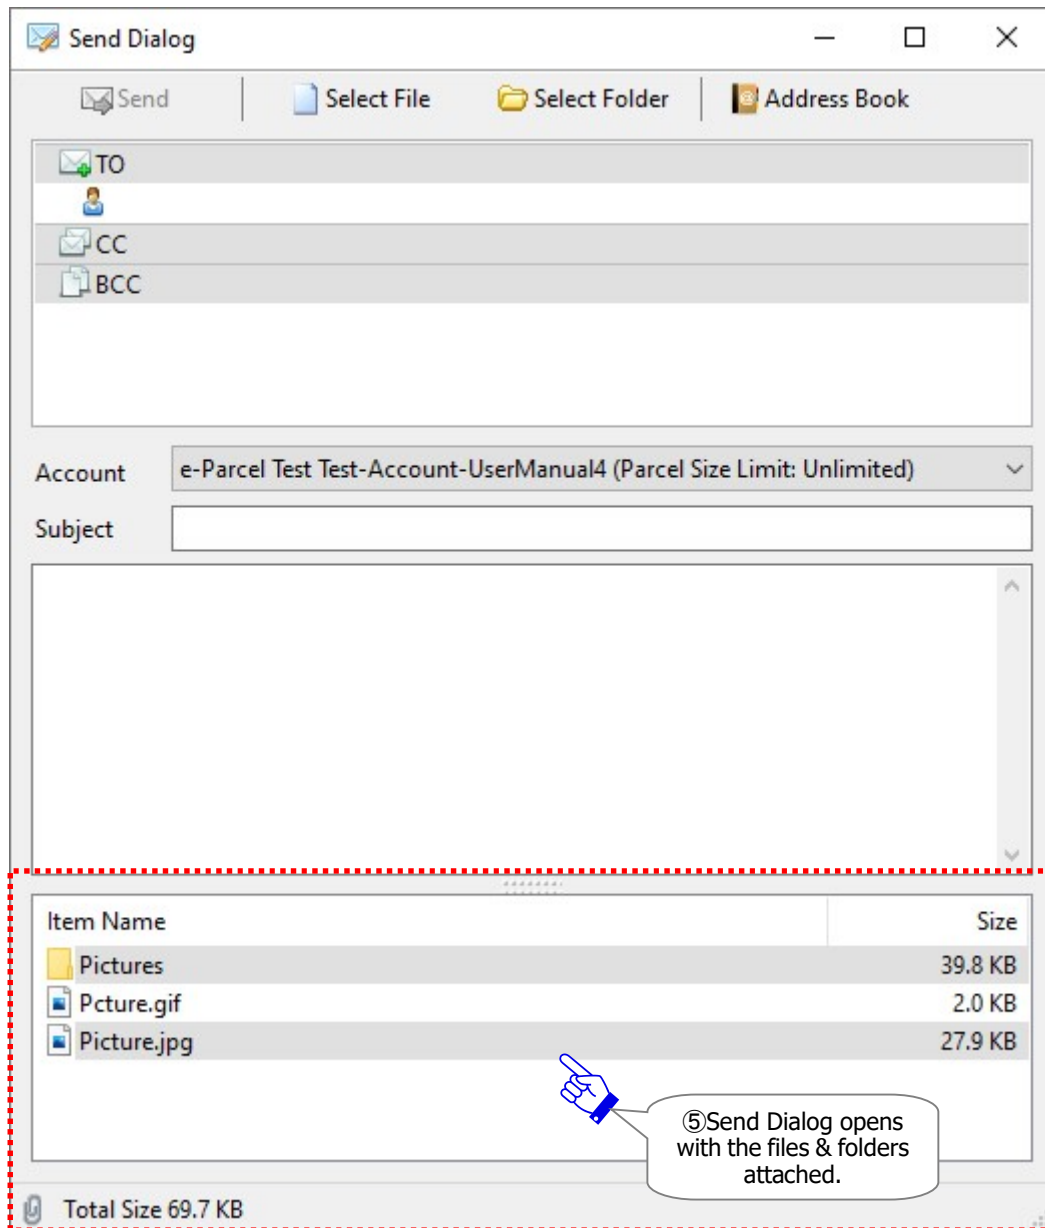 Send Dialog
Send Select File Select Folder Address Book
TO
CC
BCC
Account e-Parcel Test Test-Account-UserManual4 (Parcel Size Limit: Unlimited)
Subject
Item Name Size
Pictures 39.8 KB
Pcture.gif 2.0 KB
Picture.jpg 27.9 KB
⑤Send Dialog opens
with the files & folders
attached.
Total Size 69.7 KB